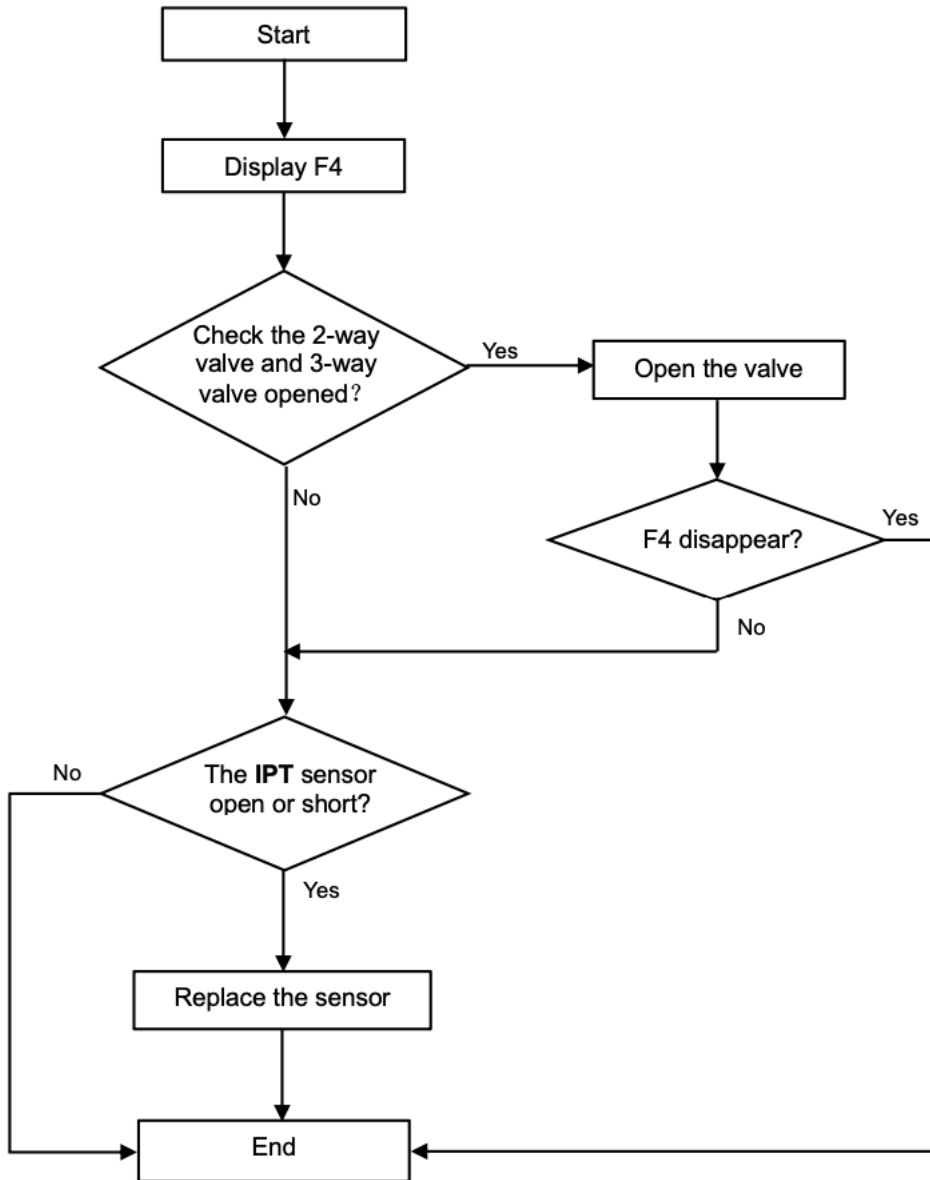 Start
Display F4
Check the 2-way
valve and 3-way
valve opened？
Yes
Open the valve
No
F4 disappear?
Yes
No
The IPT sensor
open or short?
No
Yes
Replace the sensor
End